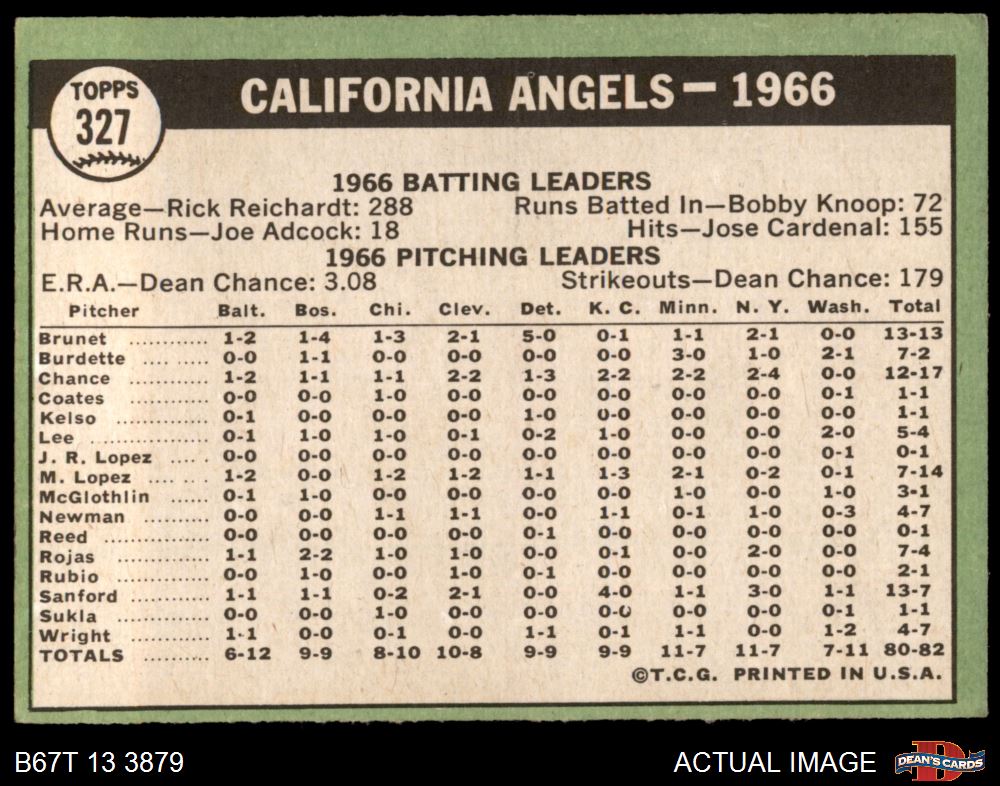 TOPPS
327
CALIFORNIA ANGELS — 1966
1966 BATTING LEADERS
Average—Rick Reichardt: 288 Runs Batted In—Bobby Knoop: 72
Home Runs—Joe Adcock: 18 Hits—Jose Cardenal: 155
1966 PITCHING LEADERS
E.R.A.—Dean Chance: 3.08 Strikeouts—Dean Chance: 179
Pitcher Balt. Bos. Chi. Clev. Det. K. C. Minn. N. Y. Wash. Total
Brunet ........... 1-2 1-4 1-3 2-1 5-0 0-1 1-1 2-1 0-0 13-13
Burdette .... ...... 0-0 1-1 0-0 0-0 0-0 0-0 3-0 1-0 2-1 7-2
Chance ........... 1-2 1-1 1-1 2-2 1-3 2-2 2-2 2-4 0-0 12-17
Coates ........... 0-0 0-0 1-0 0-0 0-0 0-0 0-0 0-0 0-1 1-1
Kelso ............. 0-1 0-0 0-0 0-0 1-0 0-0 0-0 0-0 0-0 1-1
Lee ................ 0-1 1-0 1-0 0-1 0-2 1-0 0-0 0-0 2-0 5-4
J. R. Lopez ..... . 0-0 0-0 0-0 0-0 0-0 0-0 0-0 0-0 0-1 0-1
M. Lopez .... .. .. 1-2 0-0 1-2 1-2 1-1 1-3 2-1 0-2 0-1 7-14
McGlothlin ...... 0-1 1-0 0-0 0-0 0-0 0-0 1-0 0-0 1-0 3-1
Newman .......... 0-0 0-0 1-1 1-1 0-0 1-1 0-1 1-0 0-3 4-7
Reed ............... 0-0 0-0 0-0 0-0 0-1 0-0 0-0 0-0 0-0 0-1
Rojas .............. 1-1 2-2 1-0 1-0 0-0 0-1 0-0 2-0 0-0 7-4
Rubio ............. 0-0 1-0 0-0 1-0 0-1 0-0 0-0 0-0 0-0 2-1
Sanford ........... 1-1 1-1 0-2 2-1 0-0 4-0 1-1 3-0 1-1 13-7
Sukla ............. 0-0 0-0 1-0 0-0 0-0 0-0 0-0 0-0 0-1 1-1
Wright ............ 1-1 0-0 0-1 0-0 1-1 0-1 1-1 0-0 1-2 4-7
TOTALS ......... 6-12 9-9 8-10 10-8 9-9 9-9 11-7 11-7 7-11 80-82
©T.C.G. PRINTED IN U.S.A.
B67T 13 3879 ACTUAL IMAGE
D
DEAN'S CARDS